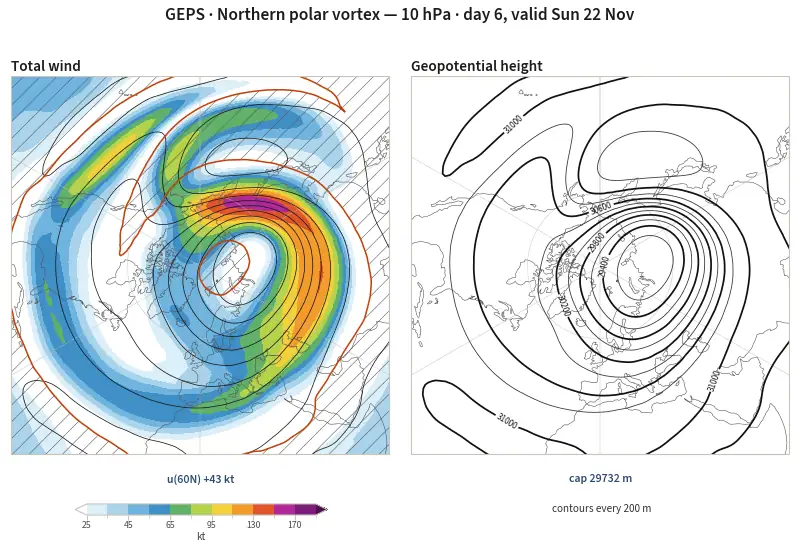 GEPS · Northern polar vortex — 10 hPa · day 6, valid Sun 22 Nov
Total wind
Geopotential height
31000
30600
29800
29400
30200
31000
31000
u(60N) +43 kt
cap 29732 m
contours every 200 m
25 45 65 95 130 170
kt